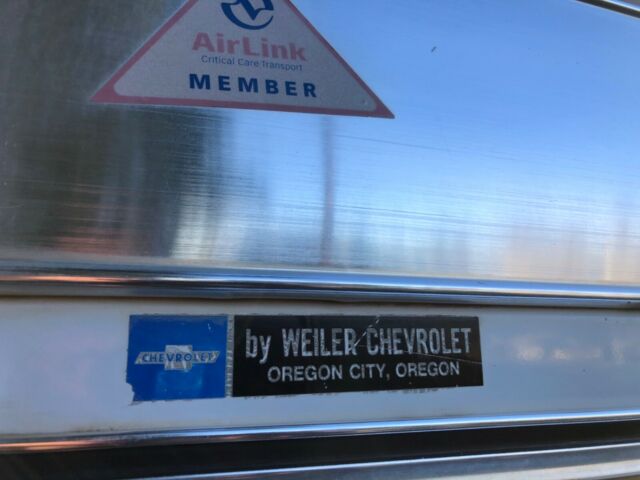 AirLink
Critical Care Transport
MEMBER
CHEVROLET
by WEILER CHEVROLET
OREGON CITY, OREGON